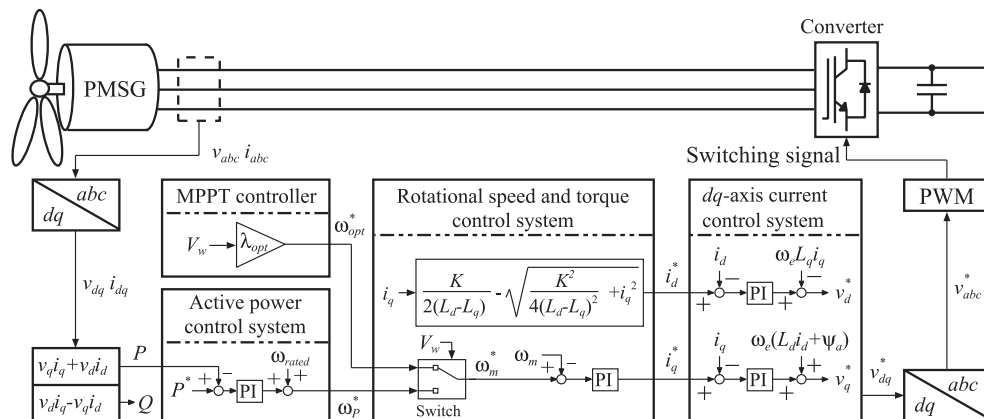 Converter
PMSG
v_abc i_abc
Switching signal
abc
dq
MPPT controller
ω*_opt
V_w
λ_opt
Rotational speed and torque
control system
i_q
K
2(L_d-L_q)
-
√
K^2
4(L_d-L_q)^2
+i_q^2
i*_d
dq-axis current
control system
i_d
ω_e L_q i_q
+
−
PI
+
−
v*_d
PWM
v*_abc
v_dq i_dq
Active power
control system
P
v_q i_q+v_d i_d
v_d i_q-v_q i_d
Q
P*
+
−
PI
ω_rated
+
+
ω*_P
V_w
Switch
ω*_m
ω_m
+
−
PI
i*_q
i_q
ω_e(L_d i_d+ψ_a)
+
−
PI
+
+
v*_q
v*_dq
dq
abc